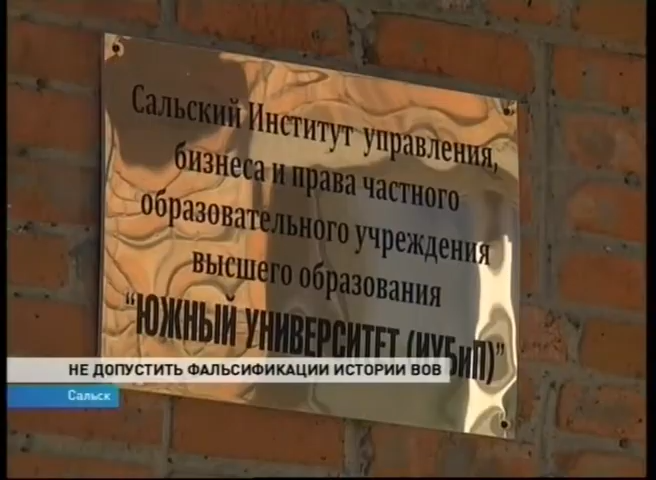 Сальский Институт управления,
бизнеса и права частного
образовательного учреждения
высшего образования
“ЮЖНЫЙ УНИВЕРСИТЕТ (ИУБиП)”
НЕ ДОПУСТИТЬ ФАЛЬСИФИКАЦИИ ИСТОРИИ ВОВ
Сальск